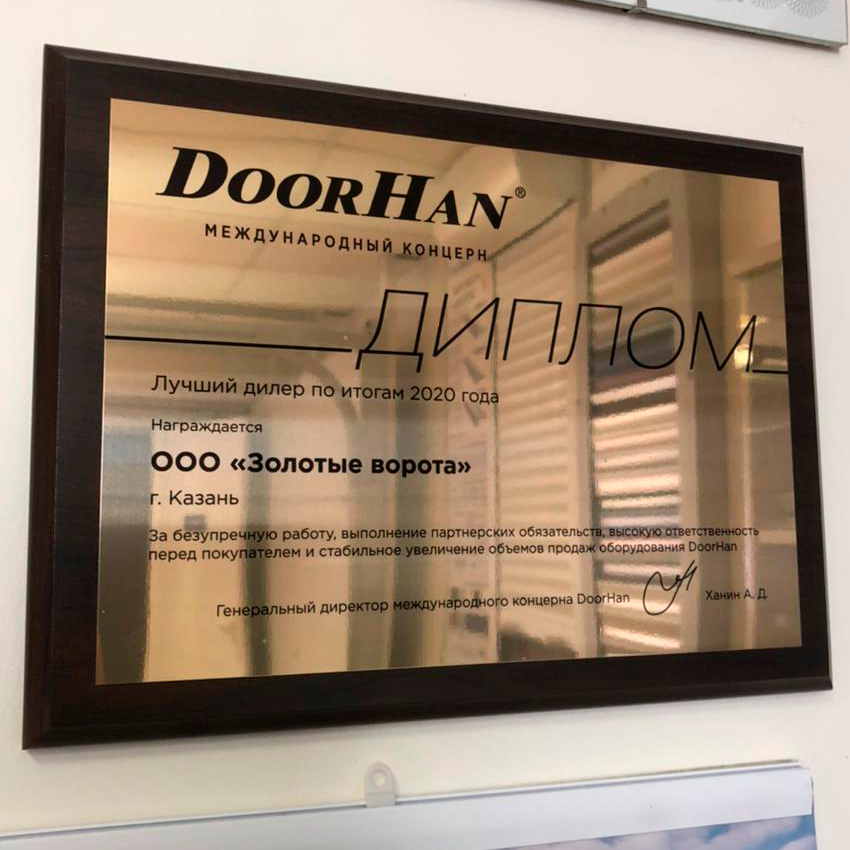 DOORHAN®
МЕЖДУНАРОДНЫЙ КОНЦЕРН
ДИПЛОМ
Лучший дилер по итогам 2020 года
Награждается
ООО «Золотые ворота»
г. Казань
За безупречную работу, выполнение партнерских обязательств, высокую ответственность
перед покупателем и стабильное увеличение объемов продаж оборудования DoorHan
Генеральный директор международного концерна DoorHan Ханин А. Д.